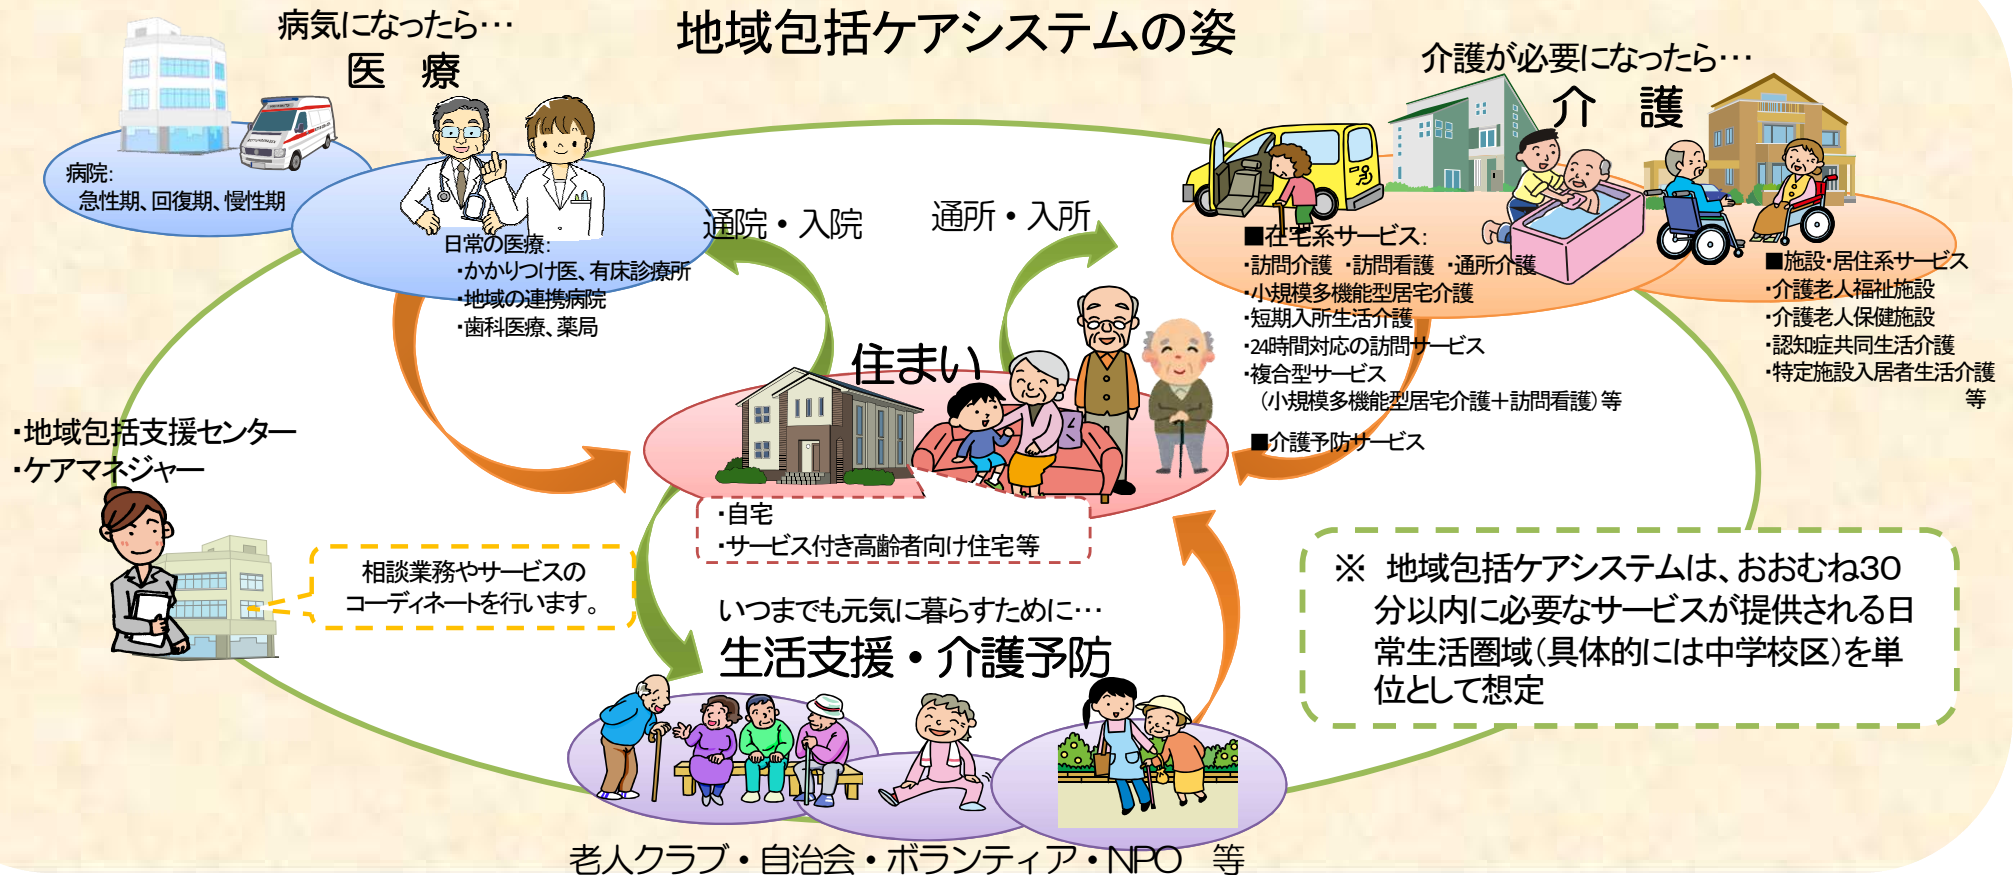 地域包括ケアシステムの姿
病気になったら…
医 療
病院:
急性期、回復期、慢性期
日常の医療:
・かかりつけ医、有床診療所
・地域の連携病院
・歯科医療、薬局
通院・入院
通所・入所
介護が必要になったら…
介 護
■在宅系サービス:
・訪問介護 ・訪問看護 ・通所介護
・小規模多機能型居宅介護
・短期入所生活介護
・24時間対応の訪問サービス
・複合型サービス
（小規模多機能型居宅介護＋訪問看護）等
■介護予防サービス
■施設・居住系サービス
・介護老人福祉施設
・介護老人保健施設
・認知症共同生活介護
・特定施設入居者生活介護
等
住まい
・自宅
・サービス付き高齢者向け住宅等
・地域包括支援センター
・ケアマネジャー
相談業務やサービスの
コーディネートを行います。
いつまでも元気に暮らすために…
生活支援・介護予防
老人クラブ・自治会・ボランティア・NPO 等
※ 地域包括ケアシステムは、おおむね30
分以内に必要なサービスが提供される日
常生活圏域（具体的には中学校区）を単
位として想定